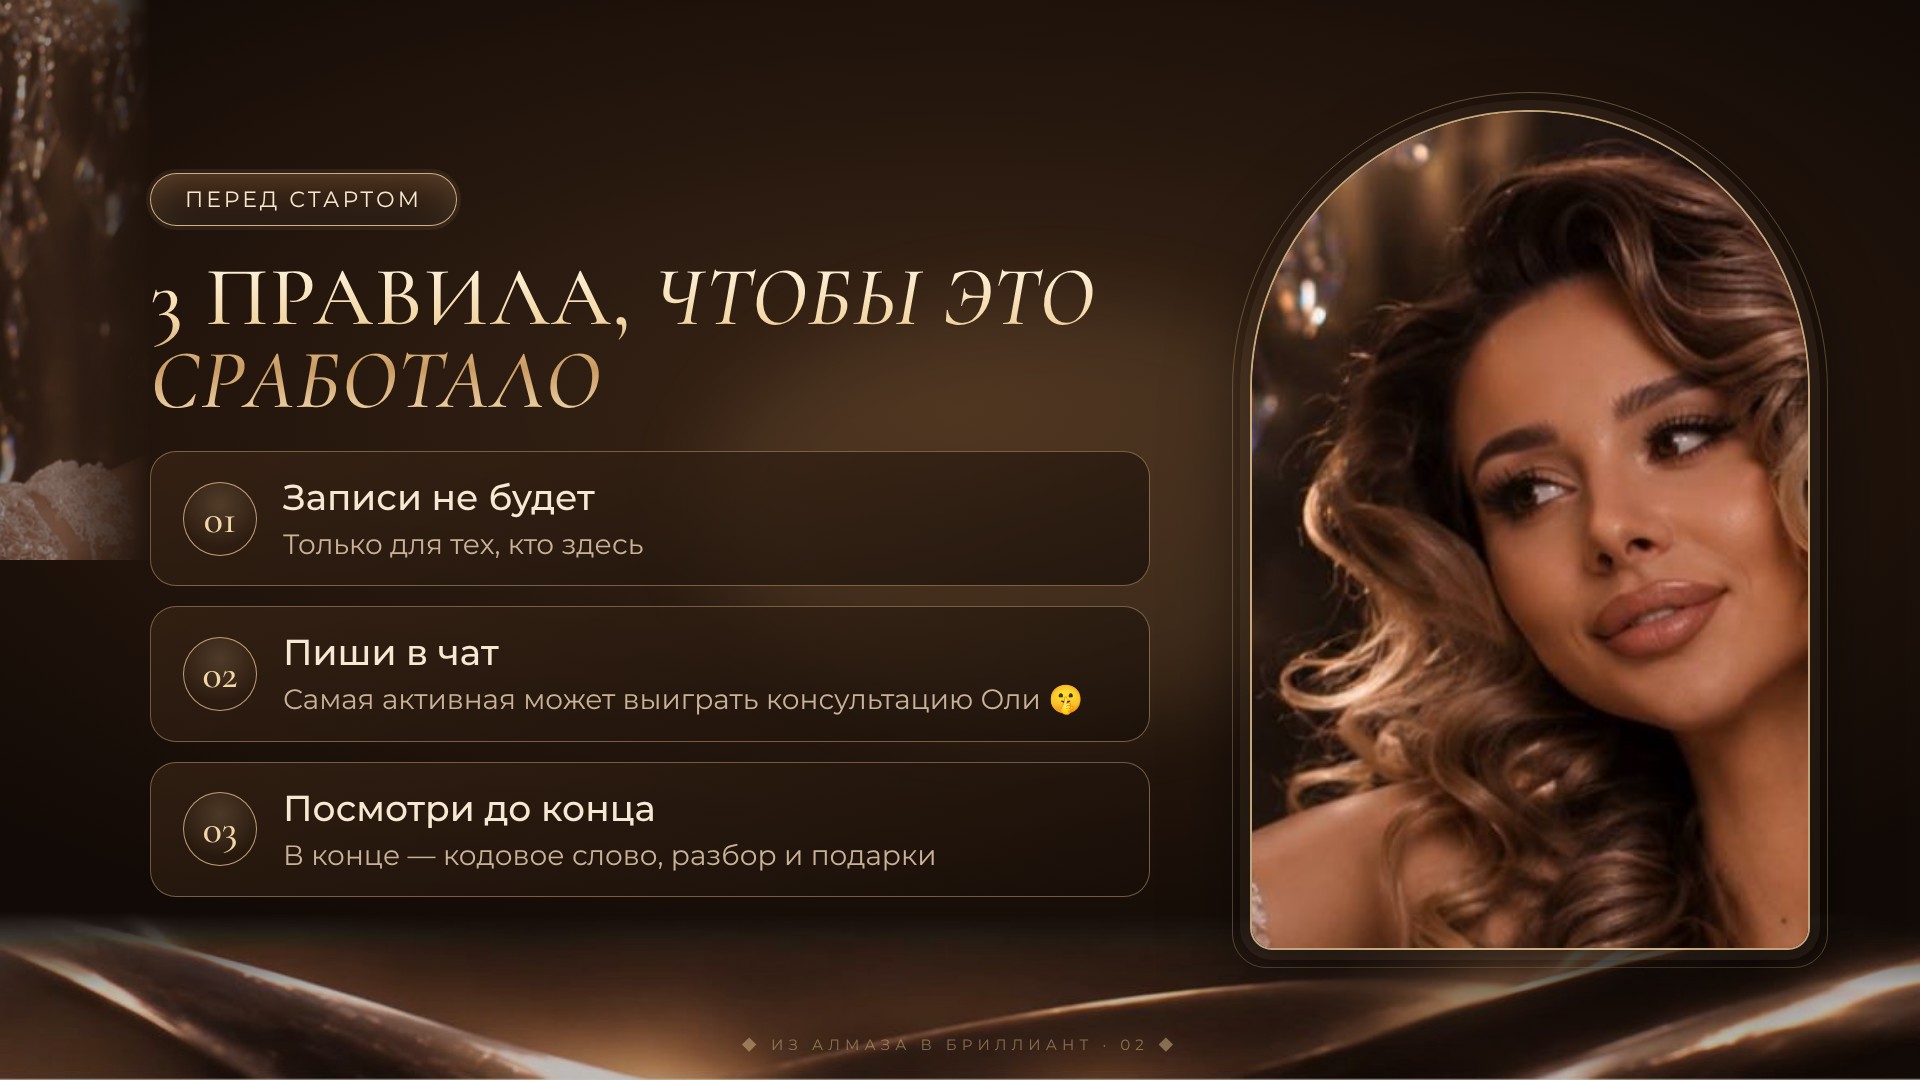 ПЕРЕД СТАРТОМ
3 ПРАВИЛА, ЧТОБЫ ЭТО
СРАБОТАЛО
01
Записи не будет
Только для тех, кто здесь
02
Пиши в чат
Самая активная может выиграть консультацию Оли 🤫
03
Посмотри до конца
В конце — кодовое слово, разбор и подарки
◆ ИЗ АЛМАЗА В БРИЛЛИАНТ · 02 ◆